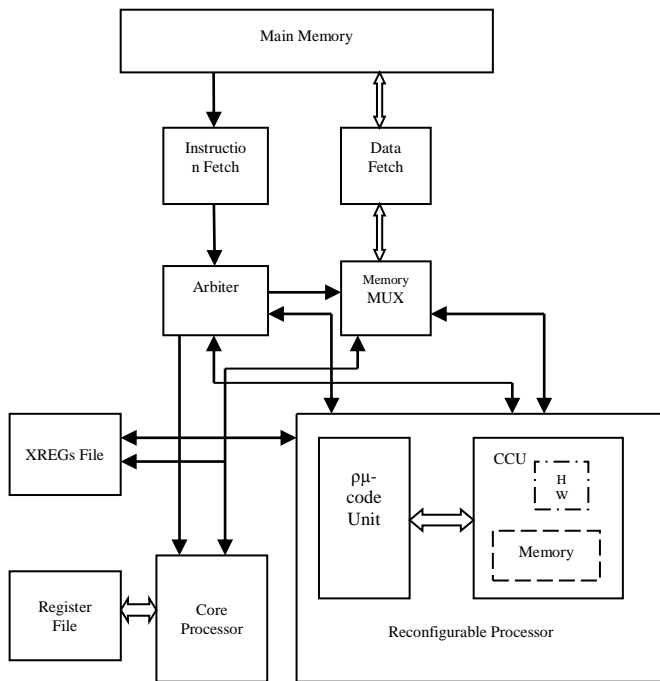 Main Memory
Instructio
n Fetch
Data
Fetch
Arbiter
Memory
MUX
XREGs File
ρμ-
code
Unit
CCU
H
W
Memory
Register
File
Core
Processor
Reconfigurable Processor